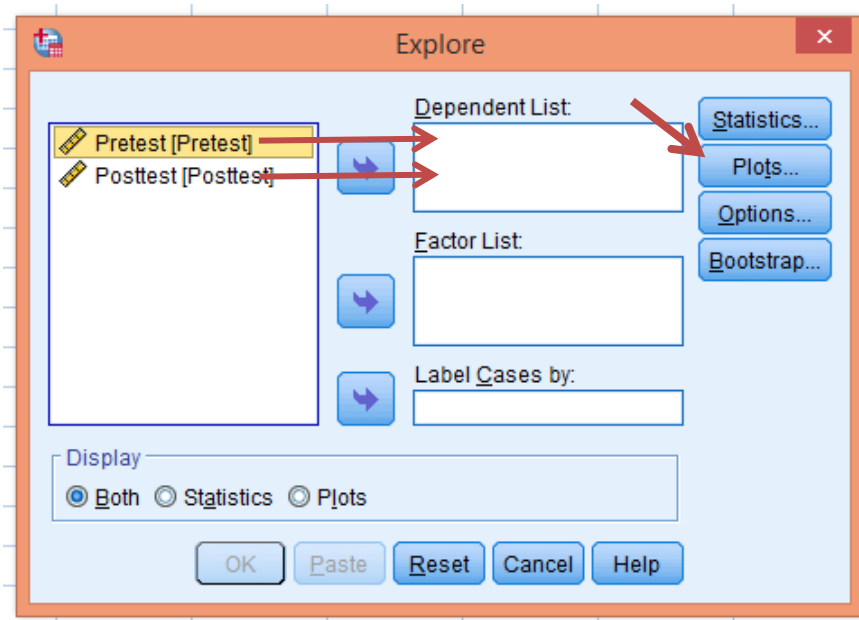 Explore
Pretest [Pretest]
Posttest [Posttest]
Dependent List:
Factor List:
Label Cases by:
Statistics...
Plots...
Options...
Bootstrap...
Display
Both Statistics Plots
OK Paste Reset Cancel Help